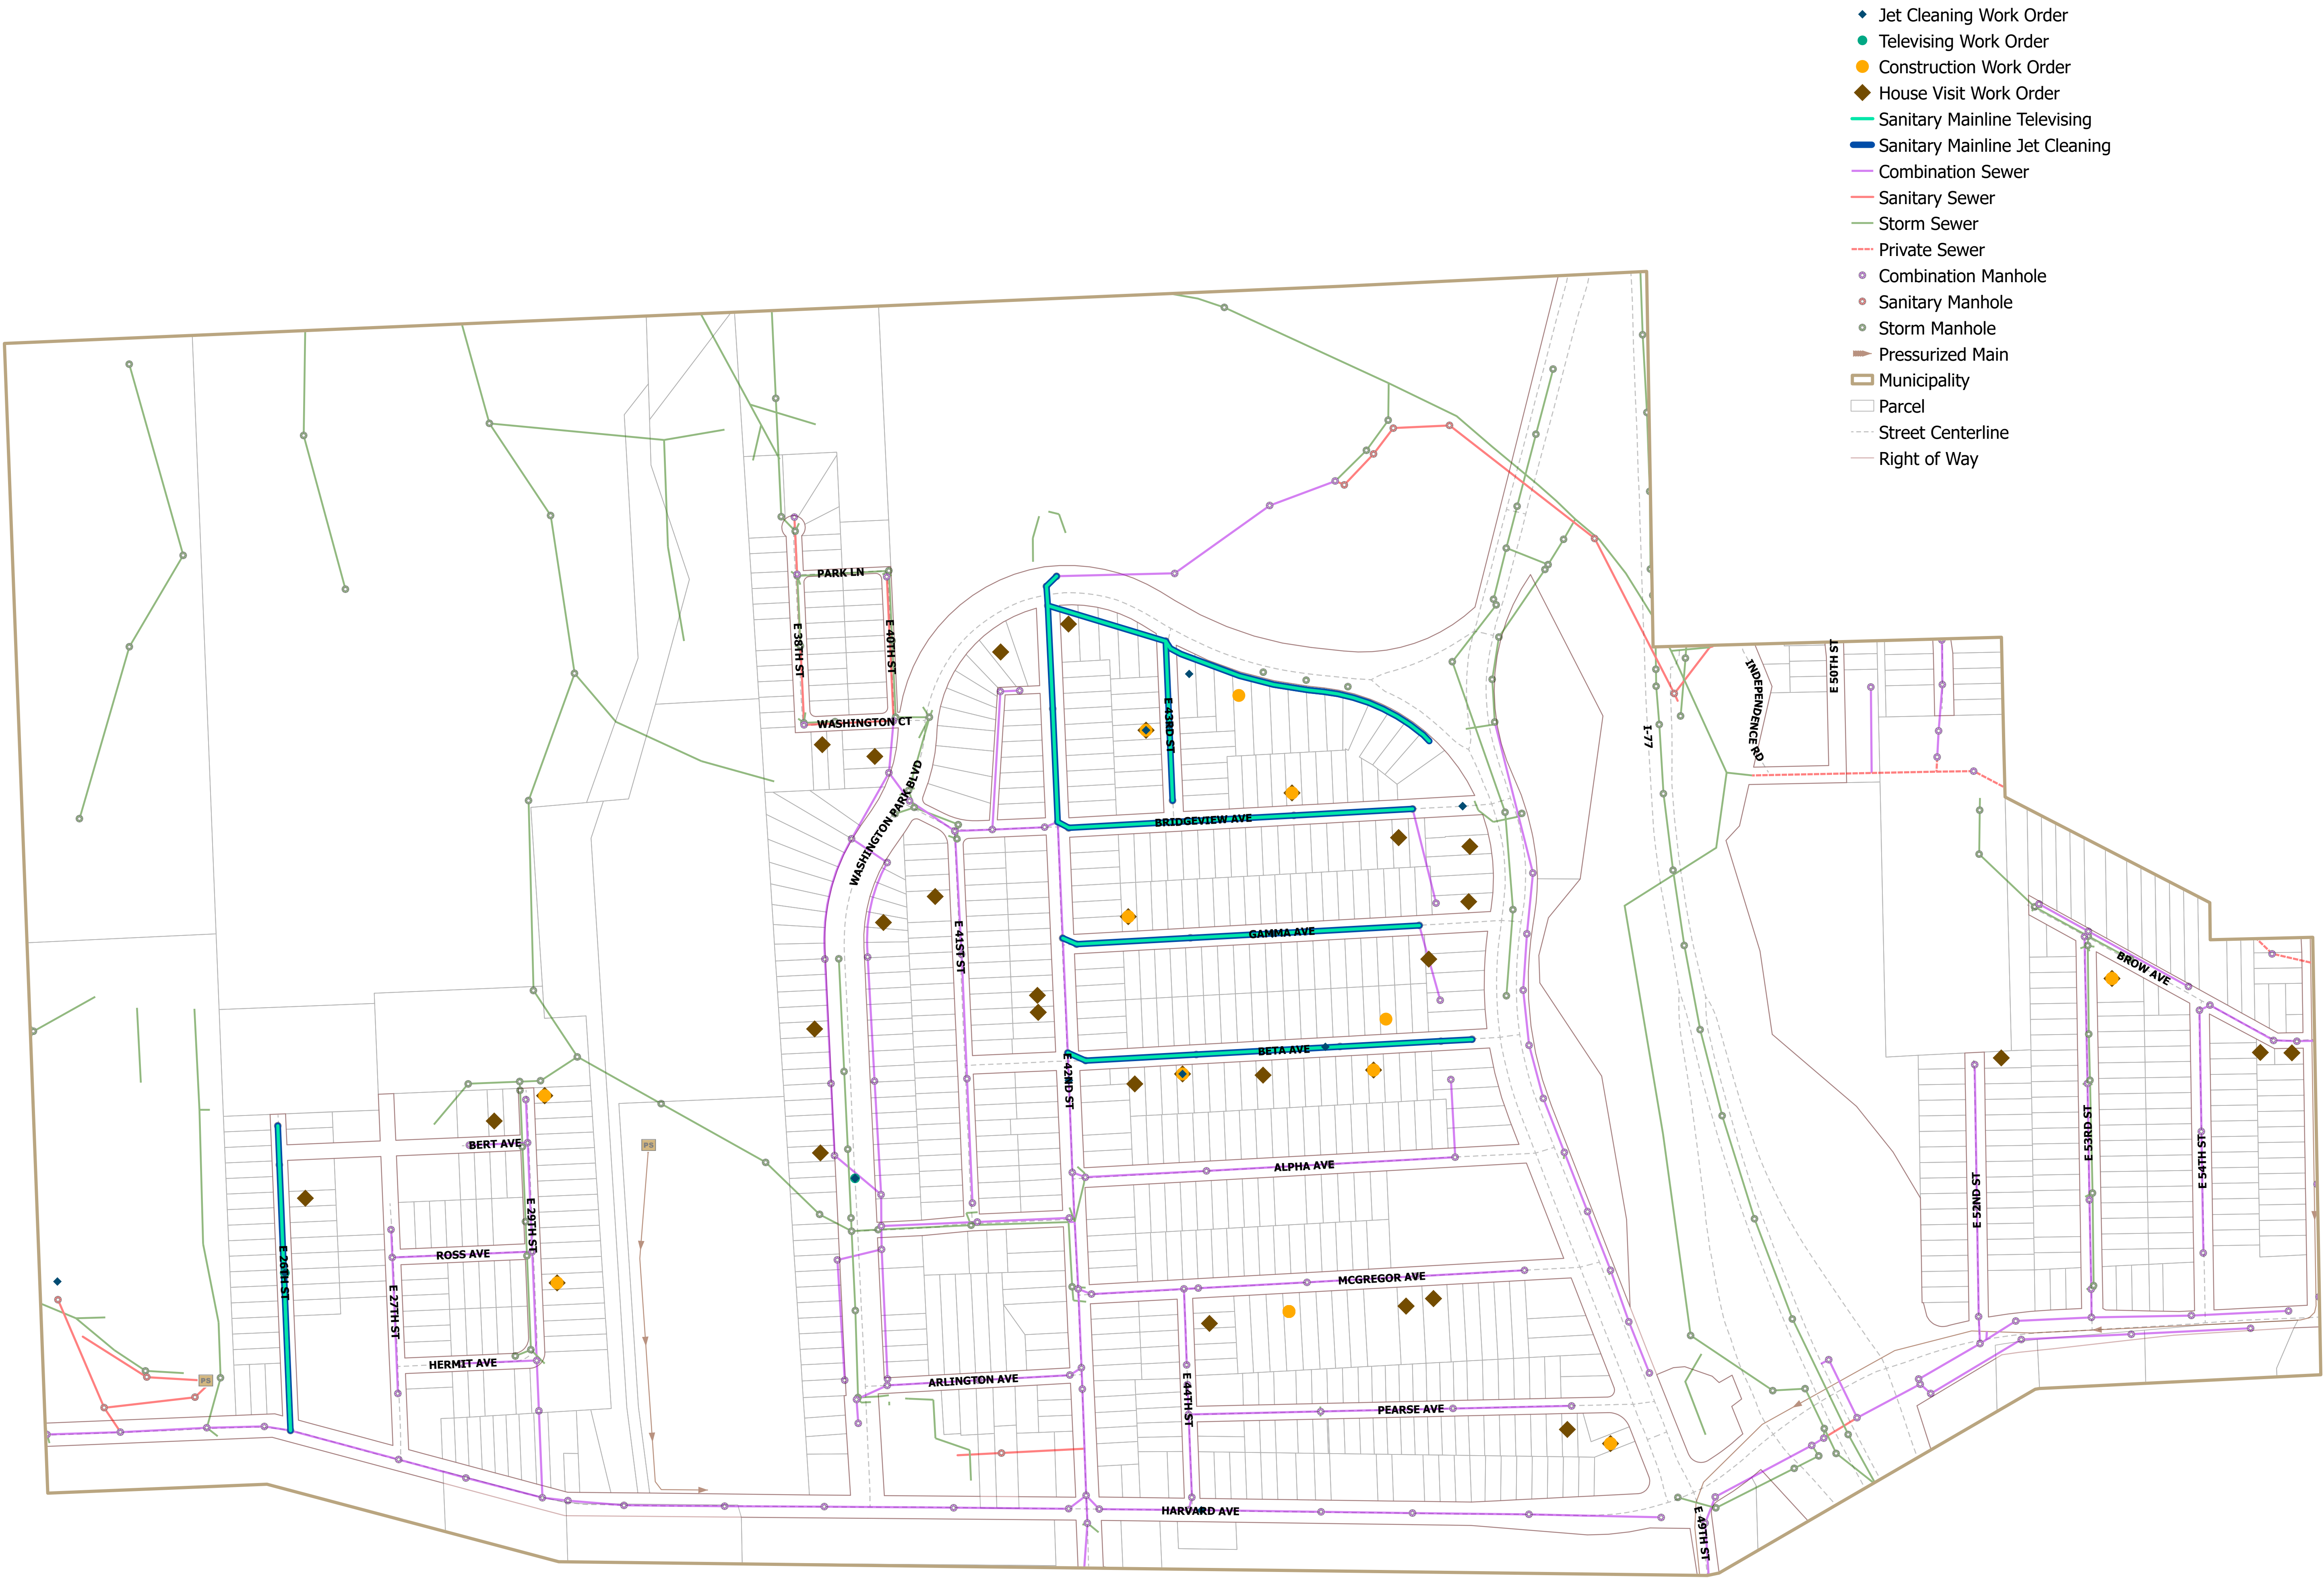 Jet Cleaning Work Order
Televising Work Order
Construction Work Order
House Visit Work Order
Sanitary Mainline Televising
Sanitary Mainline Jet Cleaning
Combination Sewer
Sanitary Sewer
Storm Sewer
Private Sewer
Combination Manhole
Sanitary Manhole
Storm Manhole
Pressurized Main
Municipality
Parcel
Street Centerline
Right of Way
PARK LN
E 38TH ST
E 40TH ST
WASHINGTON CT
WASHINGTON PARK BLVD
E 43RD ST
I-77
INDEPENDENCE RD
E 50TH ST
BRIDGEVIEW AVE
E 41ST ST
GAMMA AVE
BROW AVE
BETA AVE
E 42ND ST
PS
BERT AVE
ALPHA AVE
E 53RD ST
E 54TH ST
E 52ND ST
E 29TH ST
ROSS AVE
E 26TH ST
E 27TH ST
MCGREGOR AVE
HERMIT AVE
PS
ARLINGTON AVE
E 44TH ST
PEARSE AVE
HARVARD AVE
E 49TH ST